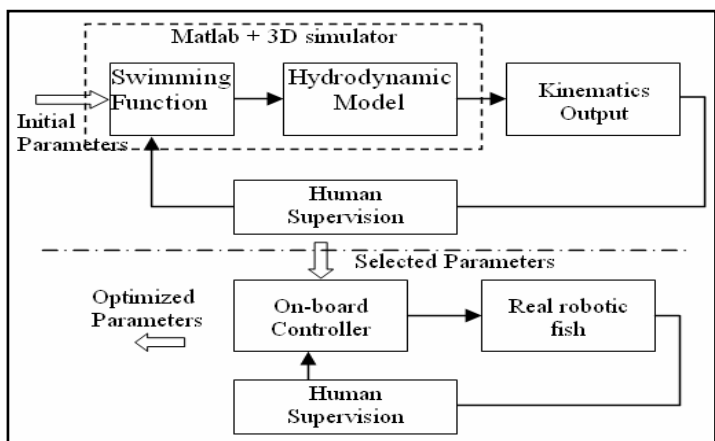 Matlab + 3D simulator
Swimming
Function
Hydrodynamic
Model
Kinematics
Output
Initial
Parameters
Human
Supervision
Selected Parameters
Optimized
Parameters
On-board
Controller
Real robotic
fish
Human
Supervision